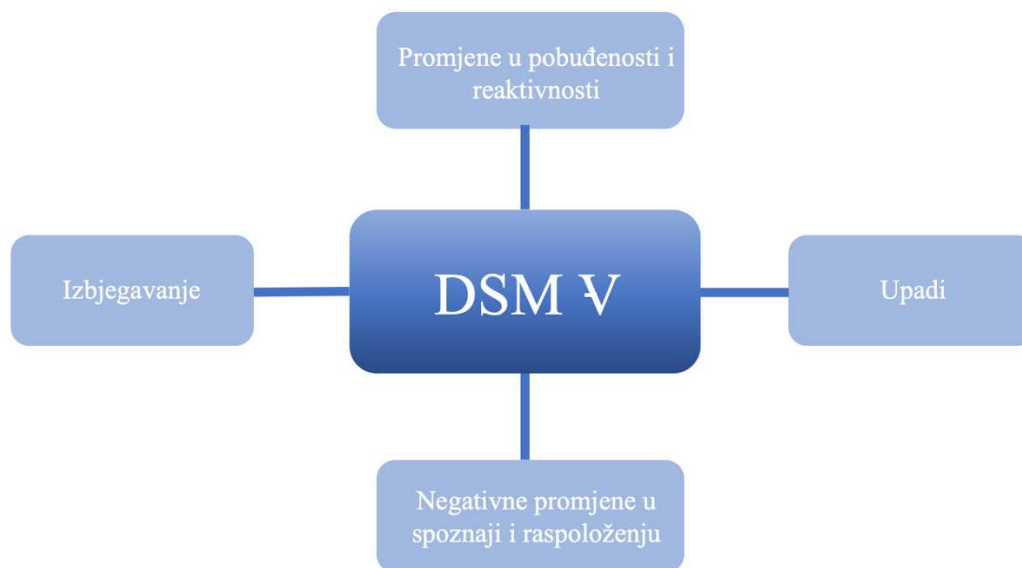 Promjene u pobuđenosti i
reaktivnosti
Izbjegavanje
DSM V
Upadi
Negativne promjene u
spoznaji i raspoloženju